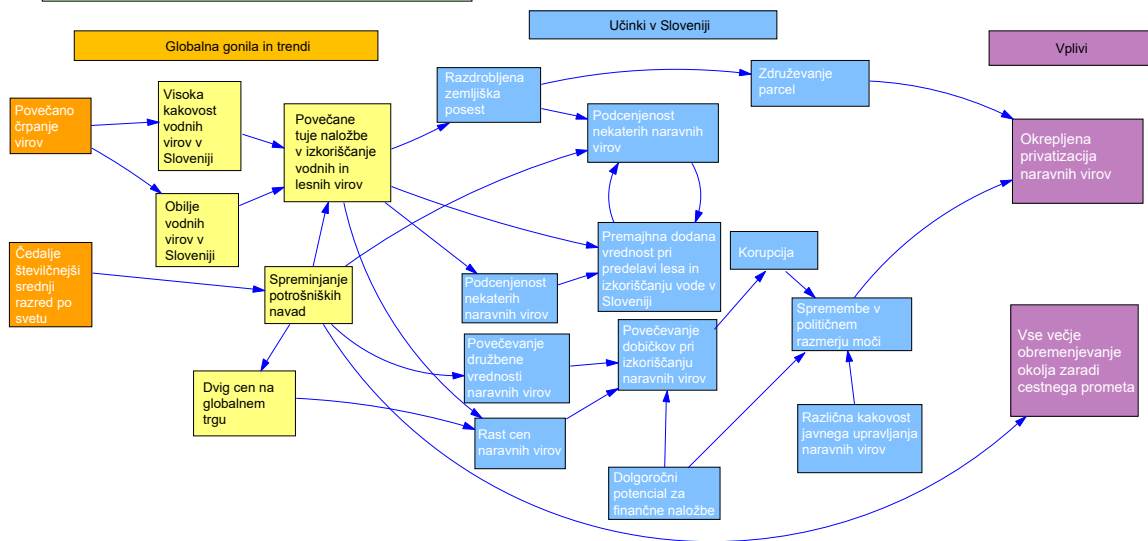 Globalna gonila in trendi
Učinki v Sloveniji
Vplivi
Povečano
črpanje
virov
Čedalje
številčnejši
srednji
razred po
svetu
Visoka
kakovost
vodnih
virov v
Sloveniji
Obilje
vodnih
virov v
Sloveniji
Povečane
tuje naložbe
v izkoriščanje
vodnih in
lesnih virov
Spreminjanje
potrošniških
navad
Dvig cen na
globalnem
trgu
Razdrobljena
zemljiška
posest
Združevanje
parcel
Podcenjenost
nekaterih naravnih
virov
Premajhna dodana
vrednost pri
predelavi lesa in
izkoriščanju vode v
Sloveniji
Podcenjenost
nekaterih
naravnih virov
Povečevanje
družbene
vrednosti
naravnih virov
Rast cen
naravnih virov
Povečevanje
dobičkov pri
izkoriščanju
naravnih virov
Dolgoročni
potencial za
finančne naložbe
Korupcija
Spremembe v
političnem
razmerju moči
Različna kakovost
javnega upravljanja
naravnih virov
Okrepljena
privatizacija
naravnih virov
Vse večje
obremenjevanje
okolja zaradi
cestnega prometa